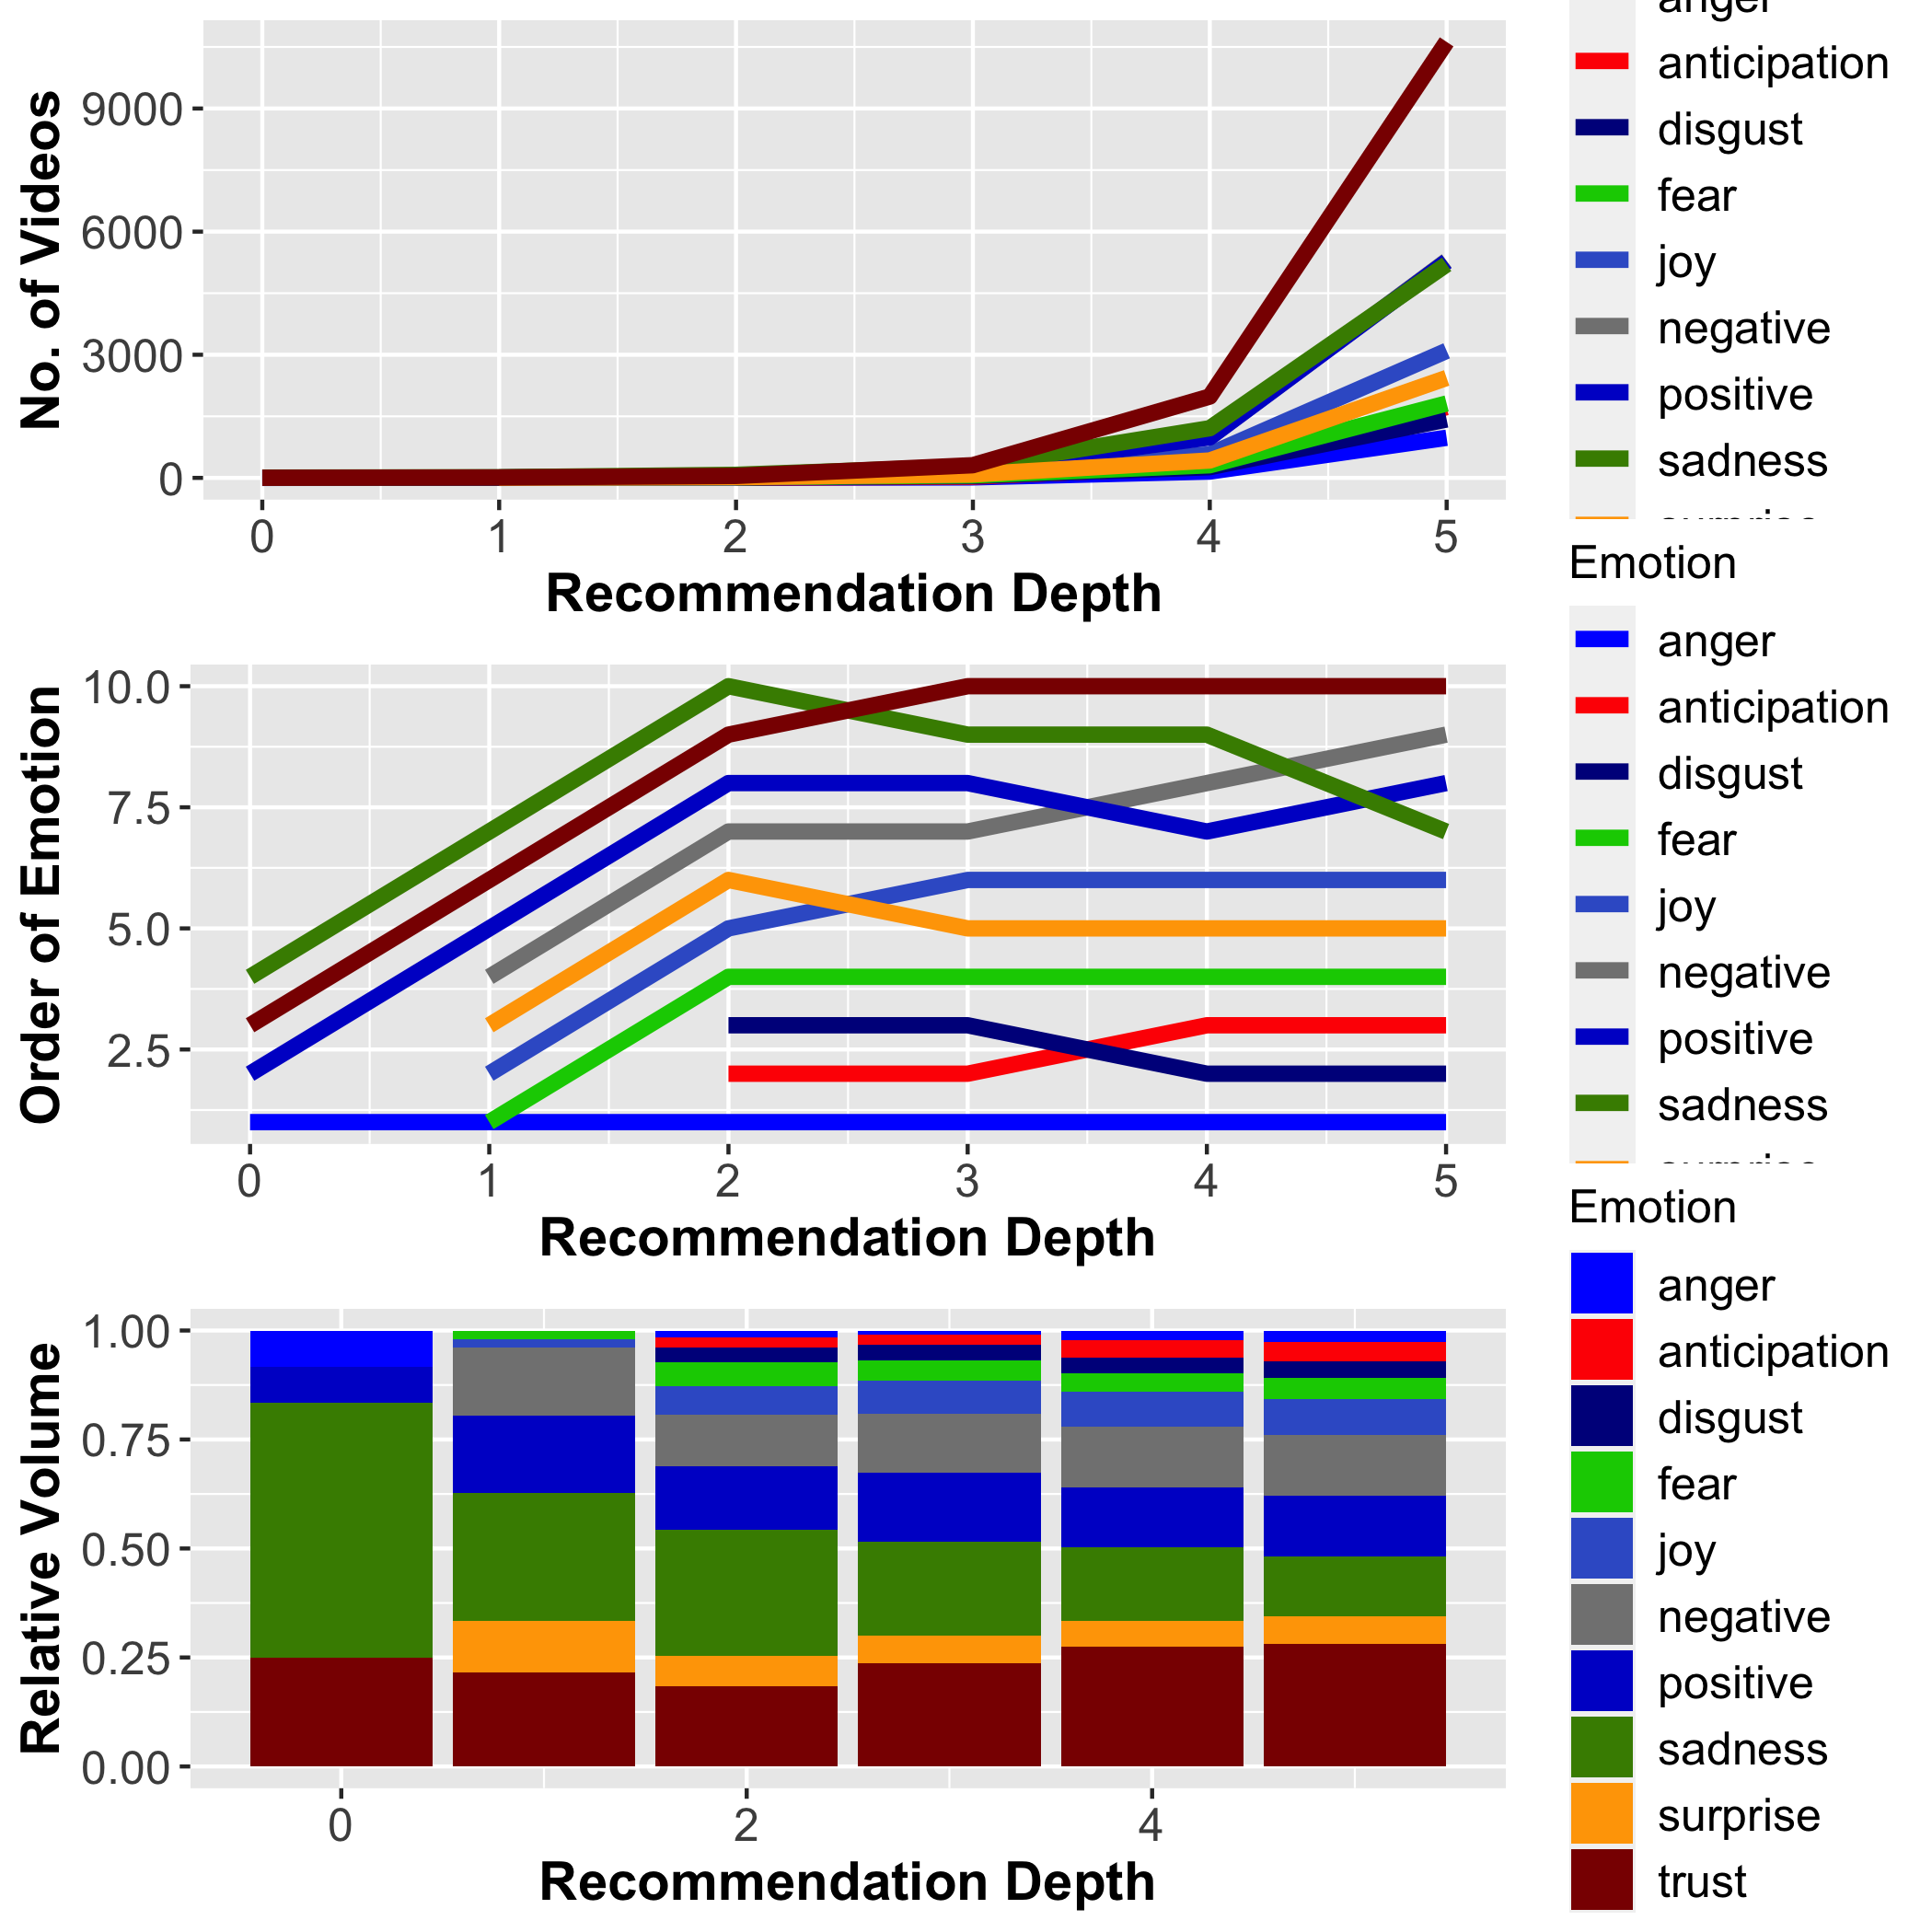 No. of Videos
9000
6000
3000
0
0 1 2 3 4 5
Recommendation Depth
anger
anticipation
disgust
fear
joy
negative
positive
sadness
Order of Emotion
10.0
7.5
5.0
2.5
0 1 2 3 4 5
Recommendation Depth
Emotion
anger
anticipation
disgust
fear
joy
negative
positive
sadness
Relative Volume
1.00
0.75
0.50
0.25
0.00
0 2 4
Recommendation Depth
Emotion
anger
anticipation
disgust
fear
joy
negative
positive
sadness
surprise
trust